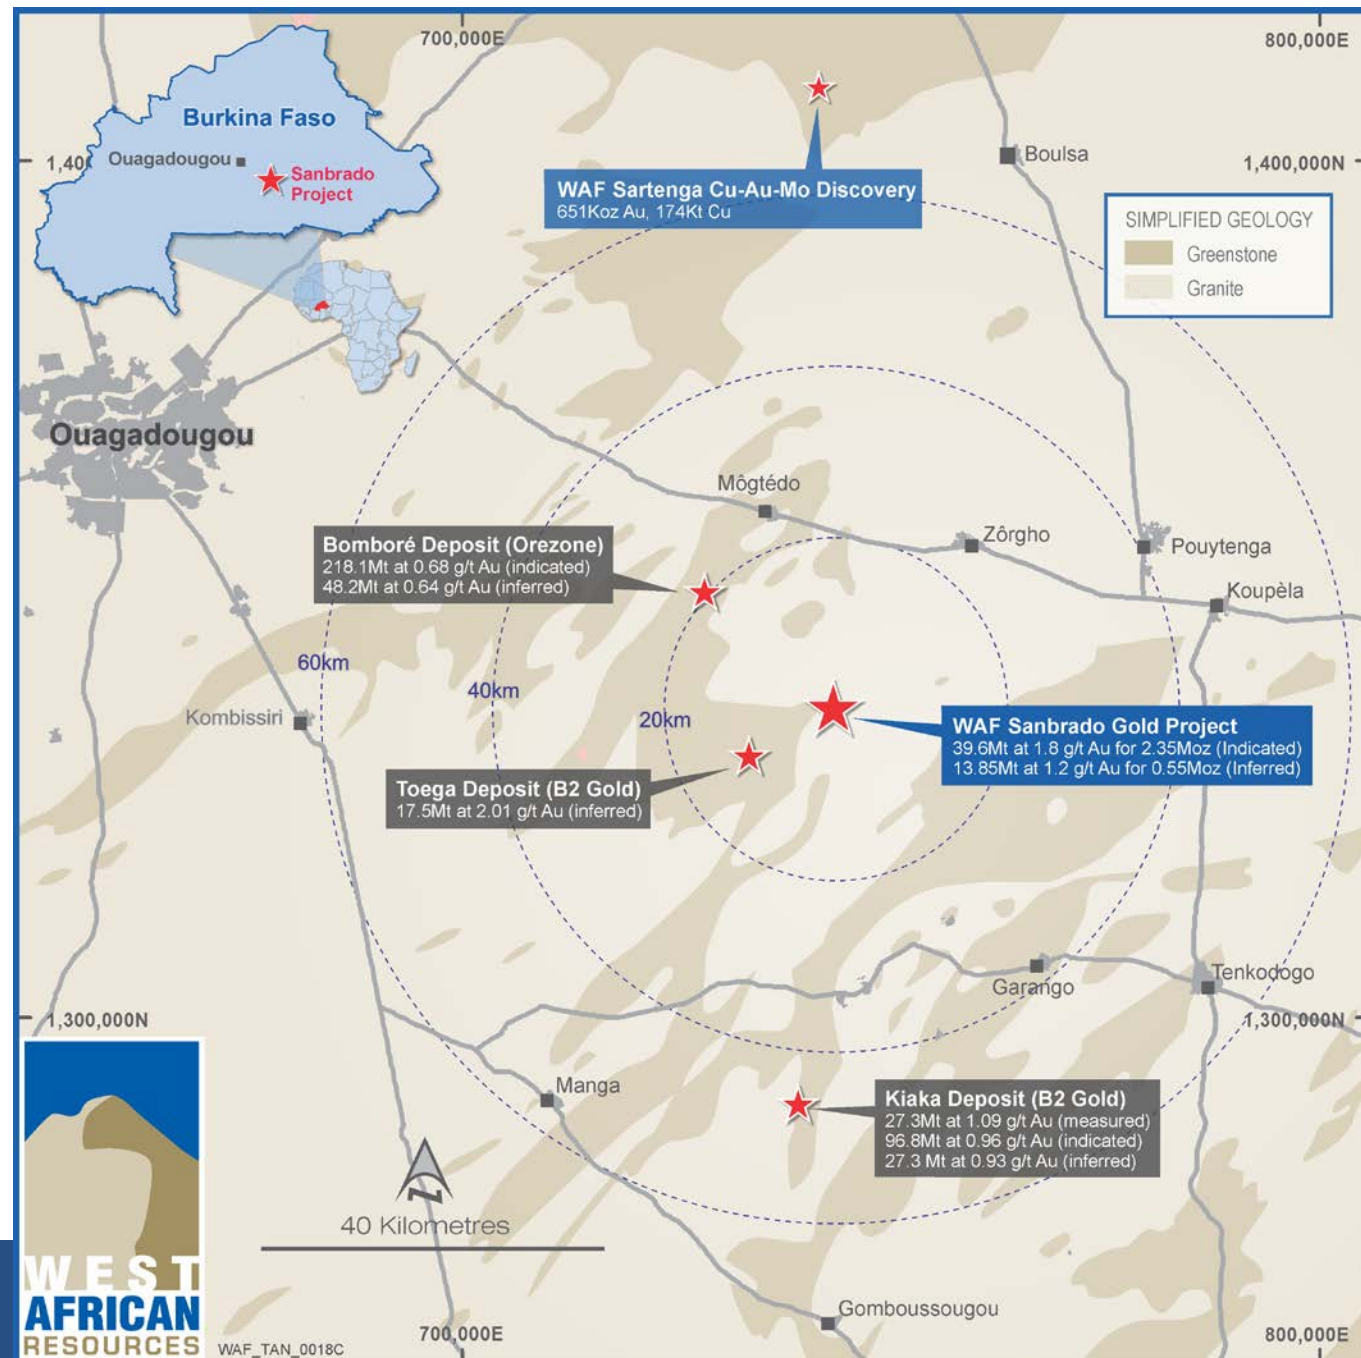 700,000E
800,000E
Burkina Faso
Ouagadougou
Sanbrado
Project
1,40
1,400,000N
Boulsa
WAF Sartenga Cu-Au-Mo Discovery
651Koz Au, 174Kt Cu
SIMPLIFIED GEOLOGY
Greenstone
Granite
Ouagadougou
Môgtédo
Zôrgho
Pouytenga
Koupèla
Bomboré Deposit (Orezone)
218.1Mt at 0.68 g/t Au (indicated)
48.2Mt at 0.64 g/t Au (inferred)
60km
40km
20km
Kombissiri
WAF Sanbrado Gold Project
39.6Mt at 1.8 g/t Au for 2.35Moz (Indicated)
13.85Mt at 1.2 g/t Au for 0.55Moz (Inferred)
Toega Deposit (B2 Gold)
17.5Mt at 2.01 g/t Au (inferred)
Garango
Tenkodogo
1,300,000N
1,300,000N
Manga
Kiaka Deposit (B2 Gold)
27.3Mt at 1.09 g/t Au (measured)
96.8Mt at 0.96 g/t Au (indicated)
27.3 Mt at 0.93 g/t Au (inferred)
N
40 Kilometres
Gomboussougou
WEST
AFRICAN
RESOURCES
WAF_TAN_0018C
700,000E
800,000E